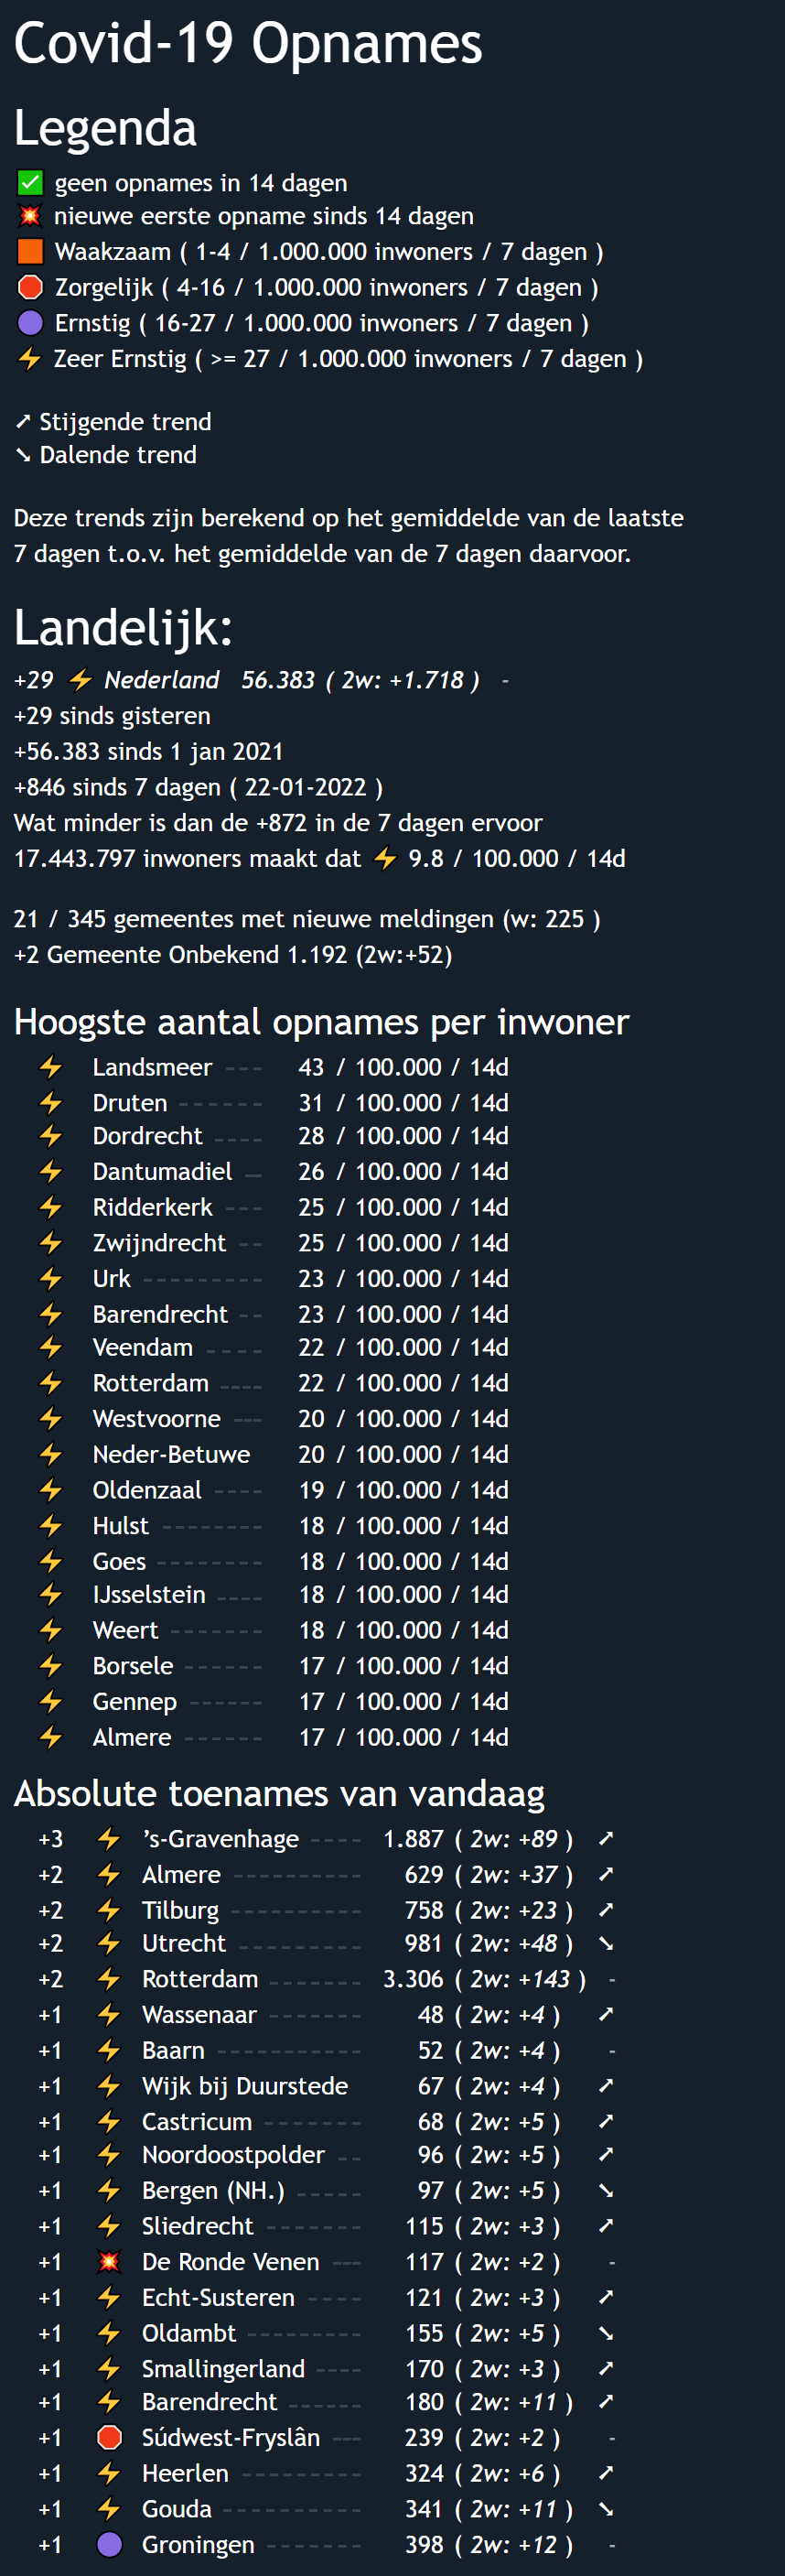 Covid-19 Opnames
Legenda
✅ geen opnames in 14 dagen
💥 nieuwe eerste opname sinds 14 dagen
🟧 Waakzaam ( 1-4 / 1.000.000 inwoners / 7 dagen )
🛑 Zorgelijk ( 4-16 / 1.000.000 inwoners / 7 dagen )
🟣 Ernstig ( 16-27 / 1.000.000 inwoners / 7 dagen )
⚡ Zeer Ernstig ( >= 27 / 1.000.000 inwoners / 7 dagen )
➚ Stijgende trend
➘ Dalende trend
Deze trends zijn berekend op het gemiddelde van de laatste
7 dagen t.o.v. het gemiddelde van de 7 dagen daarvoor.
Landelijk:
+29 ⚡ Nederland 56.383 ( 2w: +1.718 ) -
+29 sinds gisteren
+56.383 sinds 1 jan 2021
+846 sinds 7 dagen ( 22-01-2022 )
Wat minder is dan de +872 in de 7 dagen ervoor
17.443.797 inwoners maakt dat ⚡ 9.8 / 100.000 / 14d
21 / 345 gemeentes met nieuwe meldingen (w: 225 )
+2 Gemeente Onbekend 1.192 (2w:+52)
Hoogste aantal opnames per inwoner
⚡ Landsmeer --- 43 / 100.000 / 14d
⚡ Druten ------ 31 / 100.000 / 14d
⚡ Dordrecht ---- 28 / 100.000 / 14d
⚡ Dantumadiel -- 26 / 100.000 / 14d
⚡ Ridderkerk --- 25 / 100.000 / 14d
⚡ Zwijndrecht -- 25 / 100.000 / 14d
⚡ Urk --------- 23 / 100.000 / 14d
⚡ Barendrecht -- 23 / 100.000 / 14d
⚡ Veendam ---- 22 / 100.000 / 14d
⚡ Rotterdam ---- 22 / 100.000 / 14d
⚡ Westvoorne --- 20 / 100.000 / 14d
⚡ Neder-Betuwe 20 / 100.000 / 14d
⚡ Oldenzaal ---- 19 / 100.000 / 14d
⚡ Hulst -------- 18 / 100.000 / 14d
⚡ Goes -------- 18 / 100.000 / 14d
⚡ IJsselstein ---- 18 / 100.000 / 14d
⚡ Weert ------- 18 / 100.000 / 14d
⚡ Borsele ------ 17 / 100.000 / 14d
⚡ Gennep ------ 17 / 100.000 / 14d
⚡ Almere ------ 17 / 100.000 / 14d
Absolute toenames van vandaag
+3 ⚡ ’s-Gravenhage ---- 1.887 ( 2w: +89 ) ➚
+2 ⚡ Almere ---------- 629 ( 2w: +37 ) ➚
+2 ⚡ Tilburg ---------- 758 ( 2w: +23 ) ➚
+2 ⚡ Utrecht --------- 981 ( 2w: +48 ) ➘
+2 ⚡ Rotterdam ------- 3.306 ( 2w: +143 ) -
+1 ⚡ Wassenaar ------- 48 ( 2w: +4 ) ➚
+1 ⚡ Baarn ----------- 52 ( 2w: +4 ) -
+1 ⚡ Wijk bij Duurstede 67 ( 2w: +4 ) ➚
+1 ⚡ Castricum ------- 68 ( 2w: +5 ) ➚
+1 ⚡ Noordoostpolder -- 96 ( 2w: +5 ) ➚
+1 ⚡ Bergen (NH.) ----- 97 ( 2w: +5 ) ➘
+1 ⚡ Sliedrecht ------- 115 ( 2w: +3 ) ➚
+1 💥 De Ronde Venen --- 117 ( 2w: +2 ) -
+1 ⚡ Echt-Susteren ---- 121 ( 2w: +3 ) ➚
+1 ⚡ Oldambt --------- 155 ( 2w: +5 ) ➘
+1 ⚡ Smallingerland ---- 170 ( 2w: +3 ) ➚
+1 ⚡ Barendrecht ------ 180 ( 2w: +11 ) ➚
+1 🛑 Súdwest-Fryslân --- 239 ( 2w: +2 ) -
+1 ⚡ Heerlen --------- 324 ( 2w: +6 ) ➚
+1 ⚡ Gouda ---------- 341 ( 2w: +11 ) ➘
+1 🟣 Groningen ------- 398 ( 2w: +12 ) -